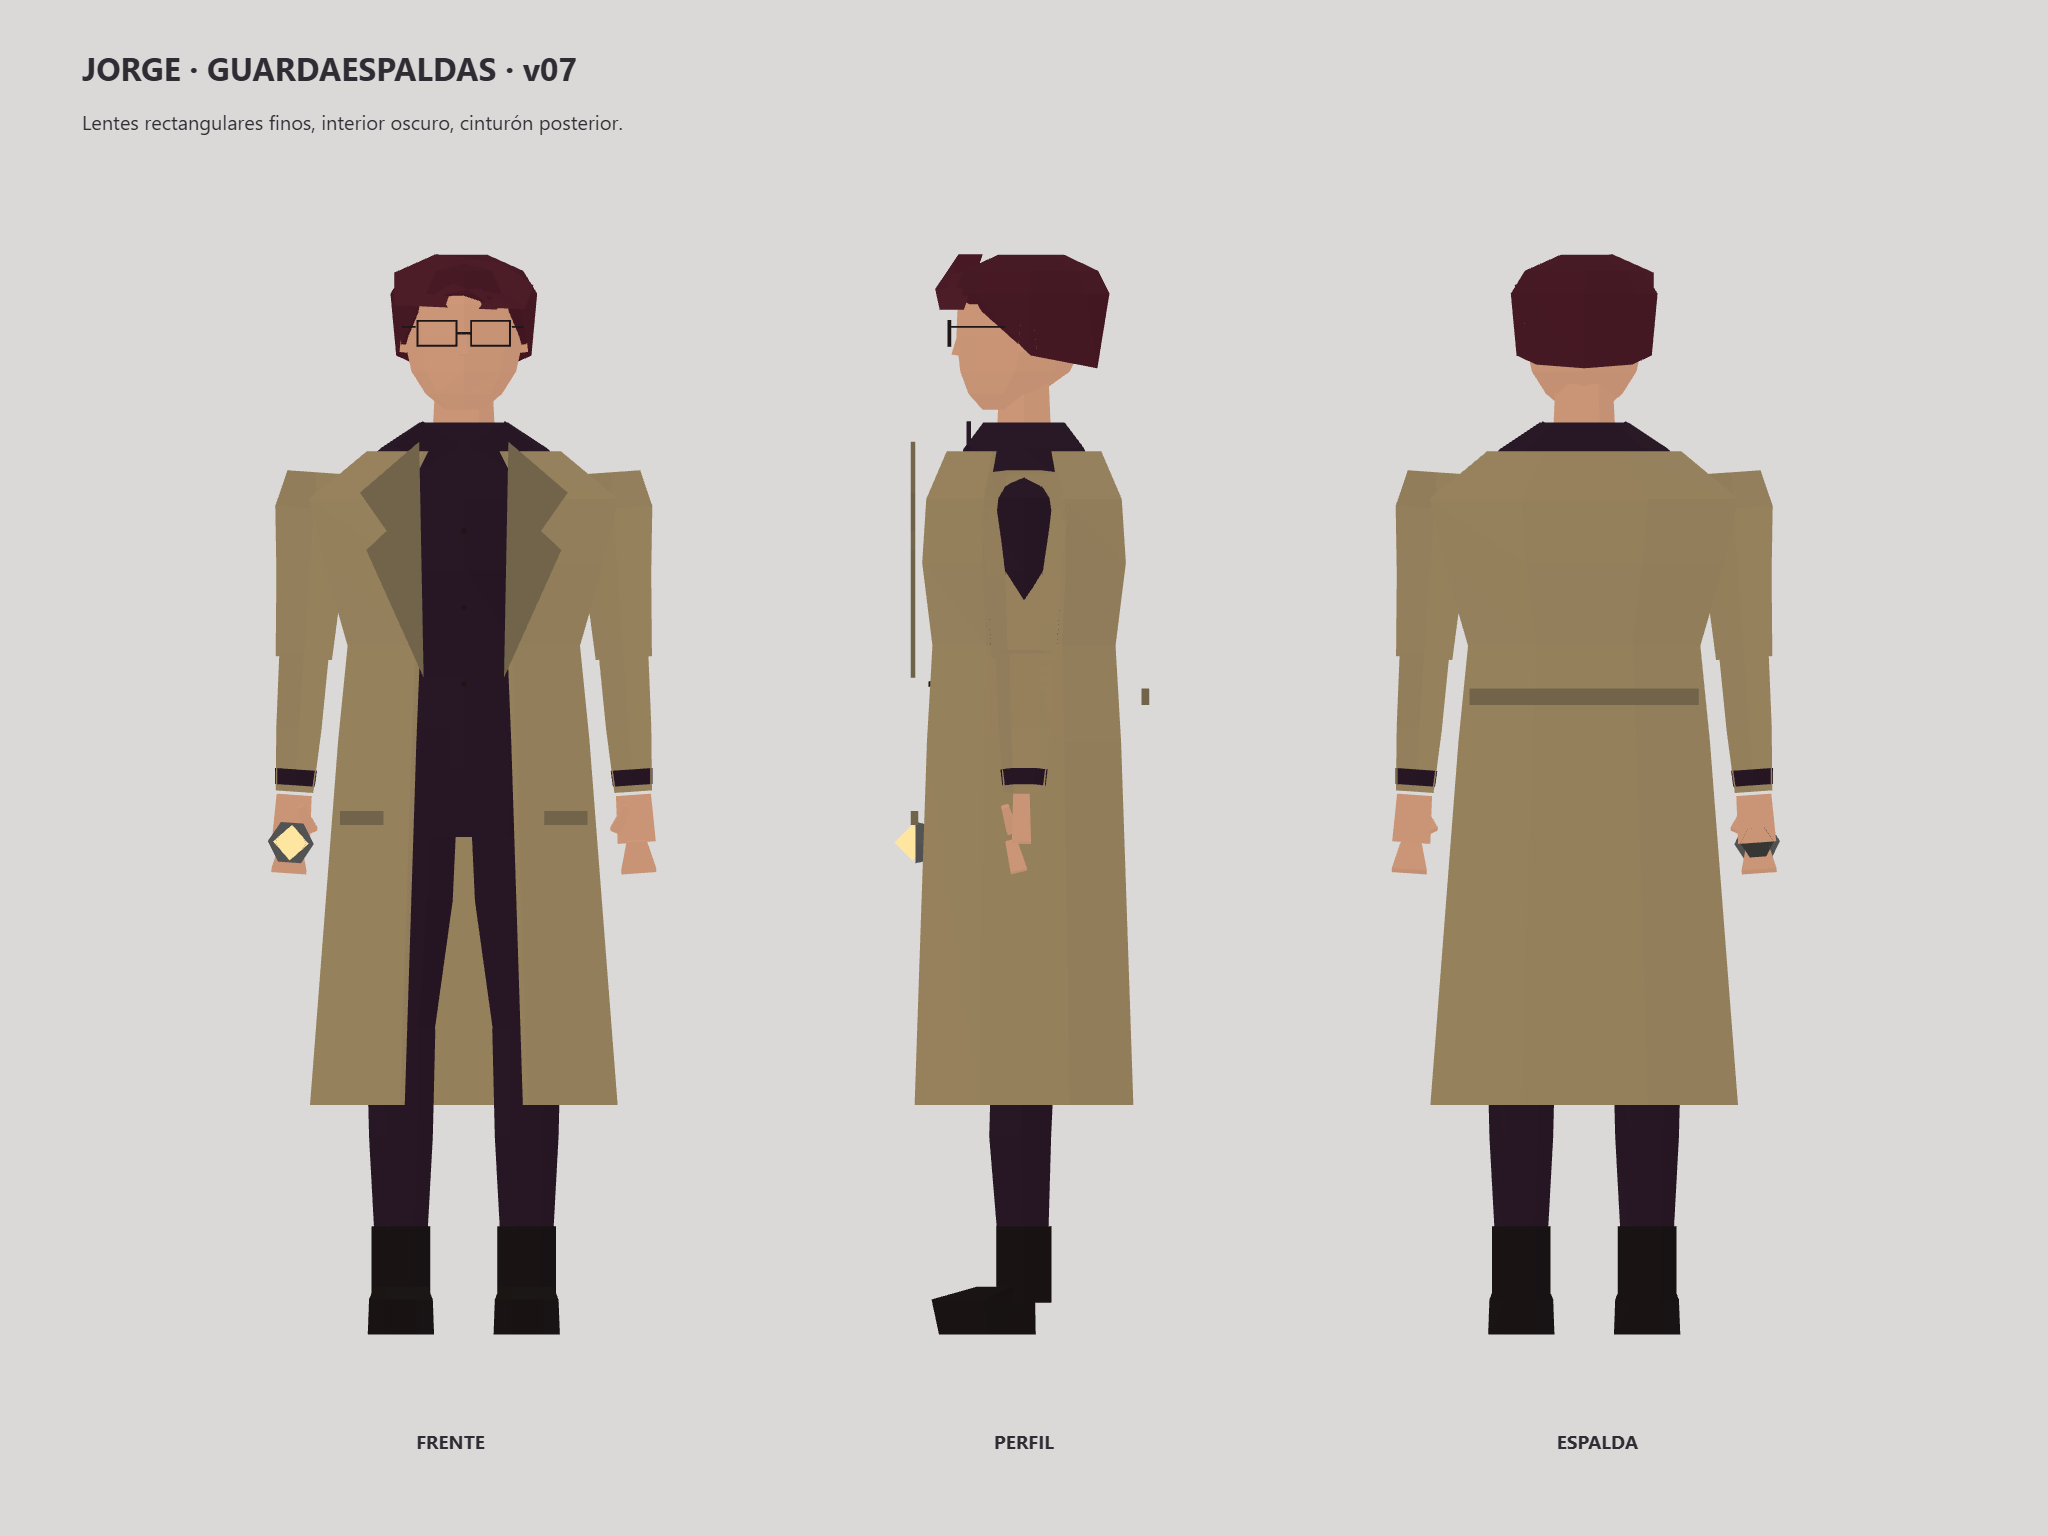 JORGE · GUARDAESPALDAS · v07
Lentes rectangulares finos, interior oscuro, cinturón posterior.
FRENTE
PERFIL
ESPALDA